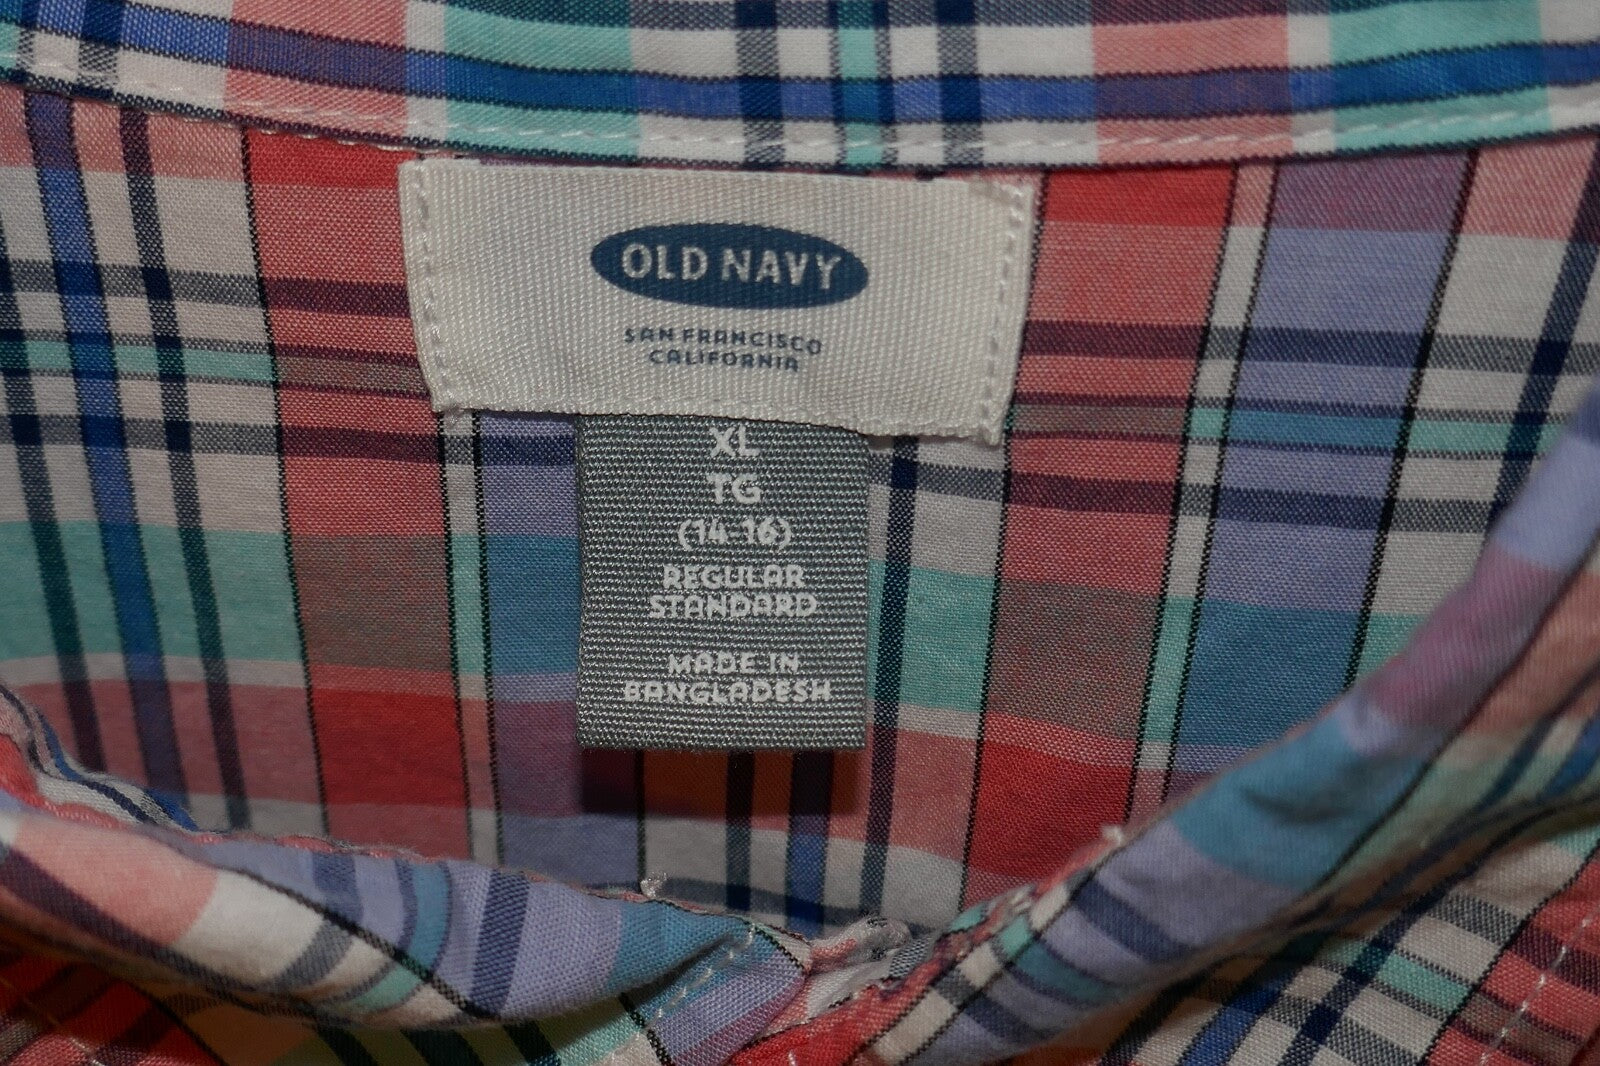 OLD NAVY
SAN FRANCISCO
CALIFORNIA
XL
TG
(14-16)
REGULAR
STANDARD
MADE IN
BANGLADESH